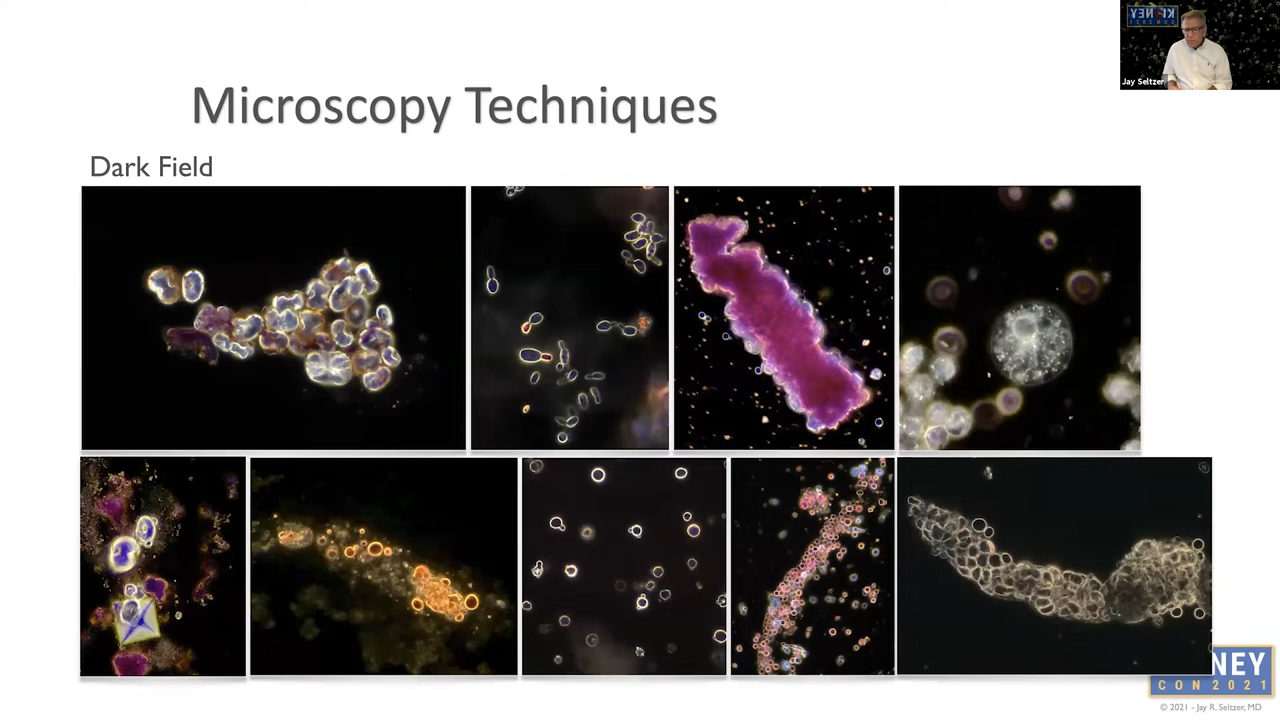 Jay Seltzer
Microscopy Techniques
Dark Field
NEY
CON 2021
© 2021 - Jay R. Seltzer, MD